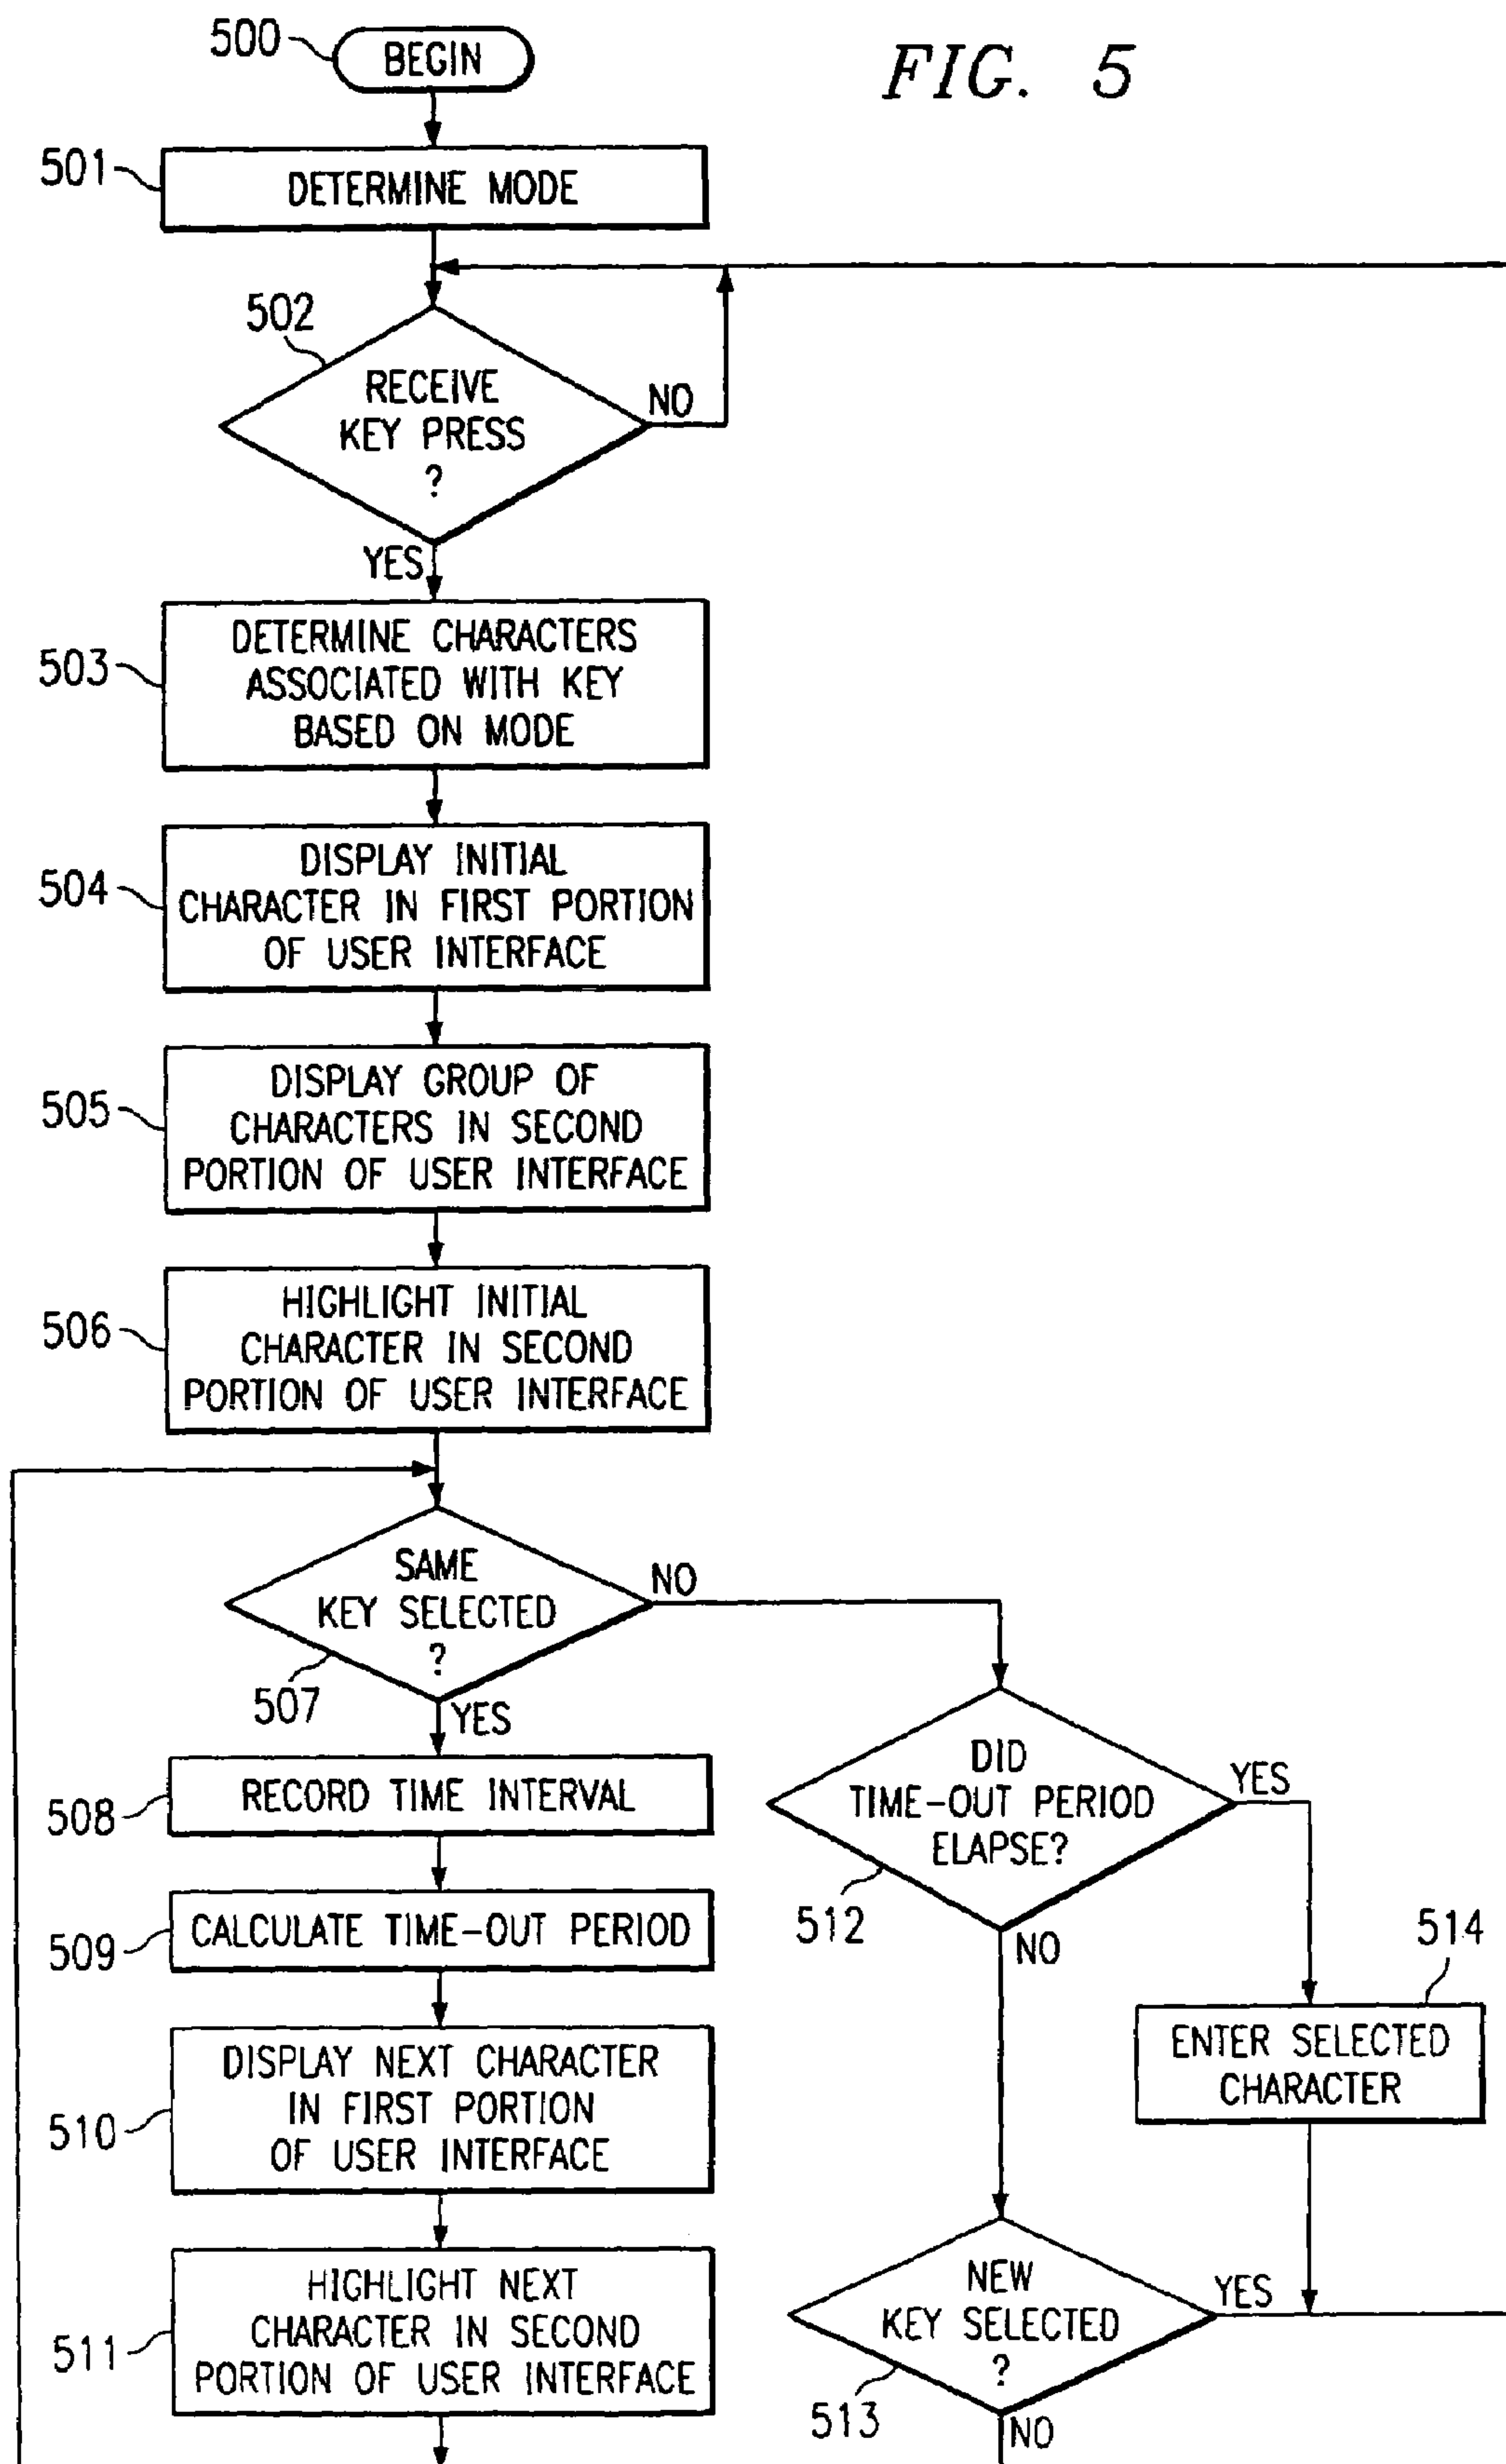 FIG. 5
500
BEGIN
501
DETERMINE MODE
502
RECEIVE
KEY PRESS
?
NO
YES
503
DETERMINE CHARACTERS
ASSOCIATED WITH KEY
BASED ON MODE
504
DISPLAY INITIAL
CHARACTER IN FIRST PORTION
OF USER INTERFACE
505
DISPLAY GROUP OF
CHARACTERS IN SECOND
PORTION OF USER INTERFACE
506
HIGHLIGHT INITIAL
CHARACTER IN SECOND
PORTION OF USER INTERFACE
SAME
KEY SELECTED
?
507
NO
YES
508
RECORD TIME INTERVAL
509
CALCULATE TIME-OUT PERIOD
510
DISPLAY NEXT CHARACTER
IN FIRST PORTION
OF USER INTERFACE
511
HIGHLIGHT NEXT
CHARACTER IN SECOND
PORTION OF USER INTERFACE
DID
TIME-OUT PERIOD
ELAPSE?
512
YES
NO
514
ENTER SELECTED
CHARACTER
NEW
KEY SELECTED
?
513
YES
NO